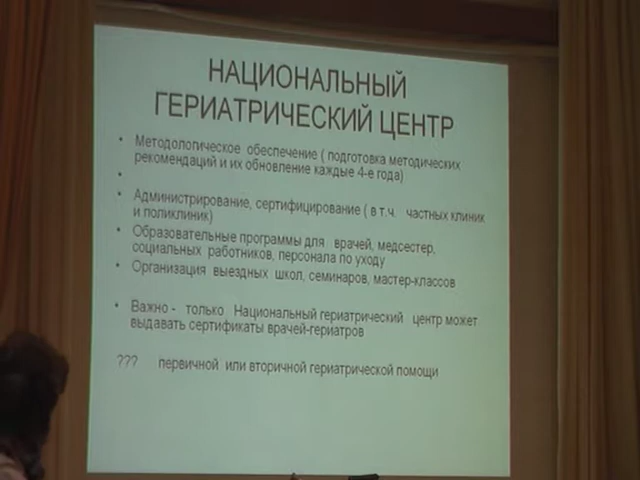 НАЦИОНАЛЬНЫЙ
ГЕРИАТРИЧЕСКИЙ ЦЕНТР
• Методологическое обеспечение ( подготовка методических
рекомендаций и их обновление каждые 4-е года)
•
• Администрирование, сертифицирование ( в т.ч. частных клиник
и поликлиник)
• Образовательные программы для врачей, медсестер,
социальных работников, персонала по уходу
• Организация выездных школ, семинаров, мастер-классов
• Важно - только Национальный гериатрический центр может
выдавать сертификаты врачей-гериатров
??? первичной или вторичной гериатрической помощи